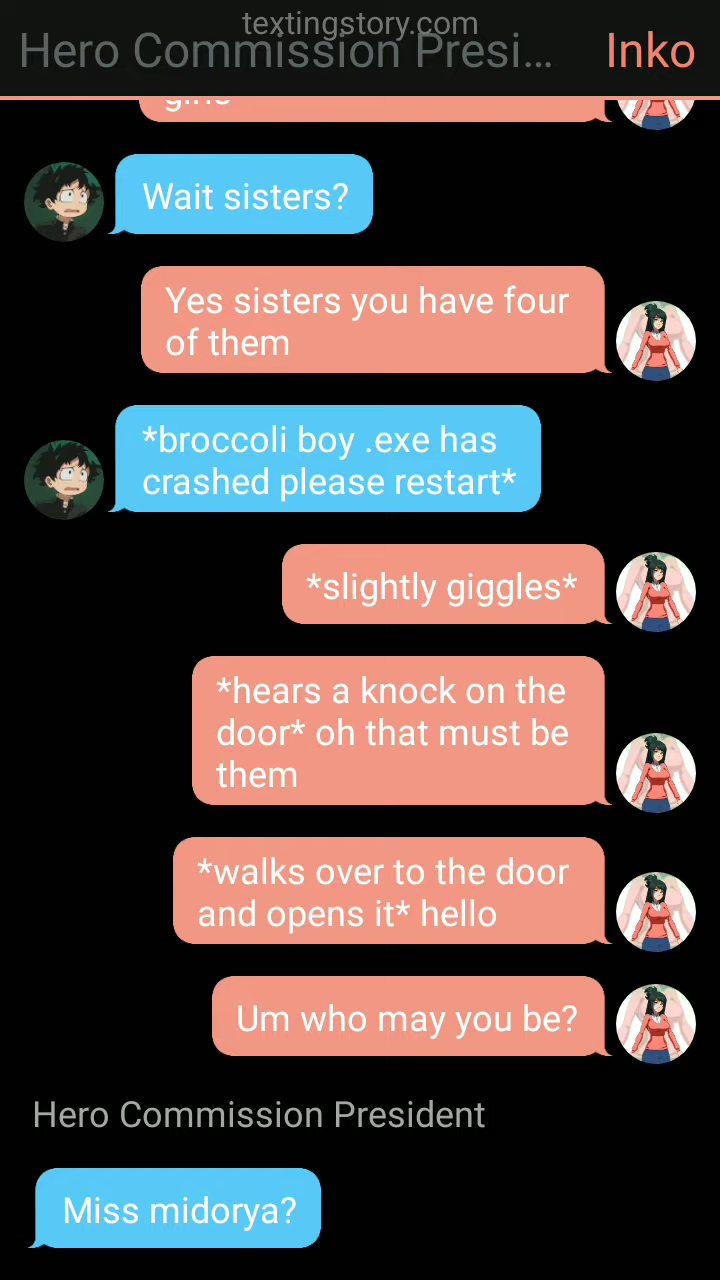 textingstory.com
Hero Commission Presi...
Inko
girls
Wait sisters?
Yes sisters you have four
of them
*broccoli boy .exe has
crashed please restart*
*slightly giggles*
*hears a knock on the
door* oh that must be
them
*walks over to the door
and opens it* hello
Um who may you be?
Hero Commission President
Miss midorya?